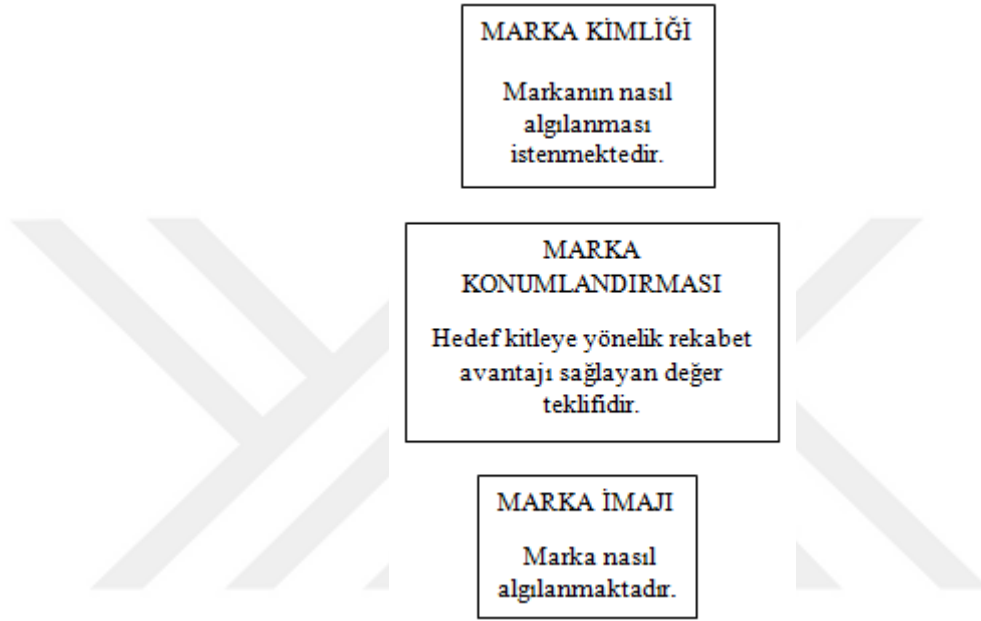 MARKA KİMLİĞİ
Markanın nasıl
algılanması
istenmektedir.
MARKA
KONUMLANDIRMASI
Hedef kitleye yönelik rekabet
avantajı sağlayan değer
teklifidir.
MARKA İMAJI
Marka nasıl
algılanmaktadır.